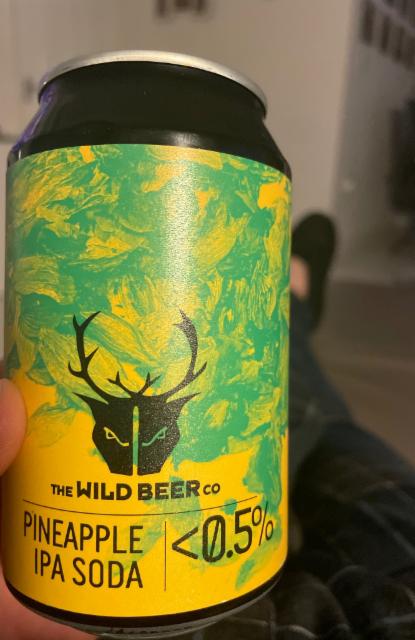 THE WILD BEER CO
PINEAPPLE
IPA SODA
<0.5%